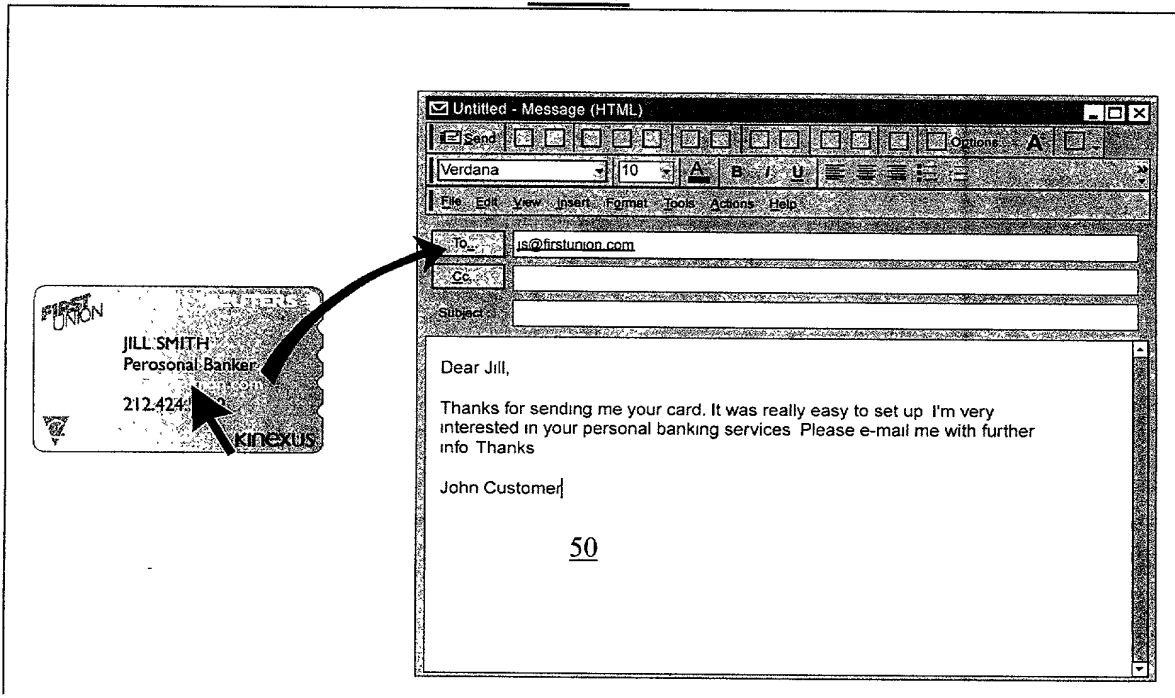 FIRST
UNION
JILL SMITH
Perosonal Banker
212.424.
@
KINEXUS
Untitled - Message (HTML)
Send
Options
A
Verdana
10
A B I U
File Edit View Insert Format Tools Actions Help
To..
js@firstunion.com
Cc..
Subject
Dear Jill,
Thanks for sending me your card. It was really easy to set up I'm very
interested in your personal banking services Please e-mail me with further
info Thanks
John Customer
50